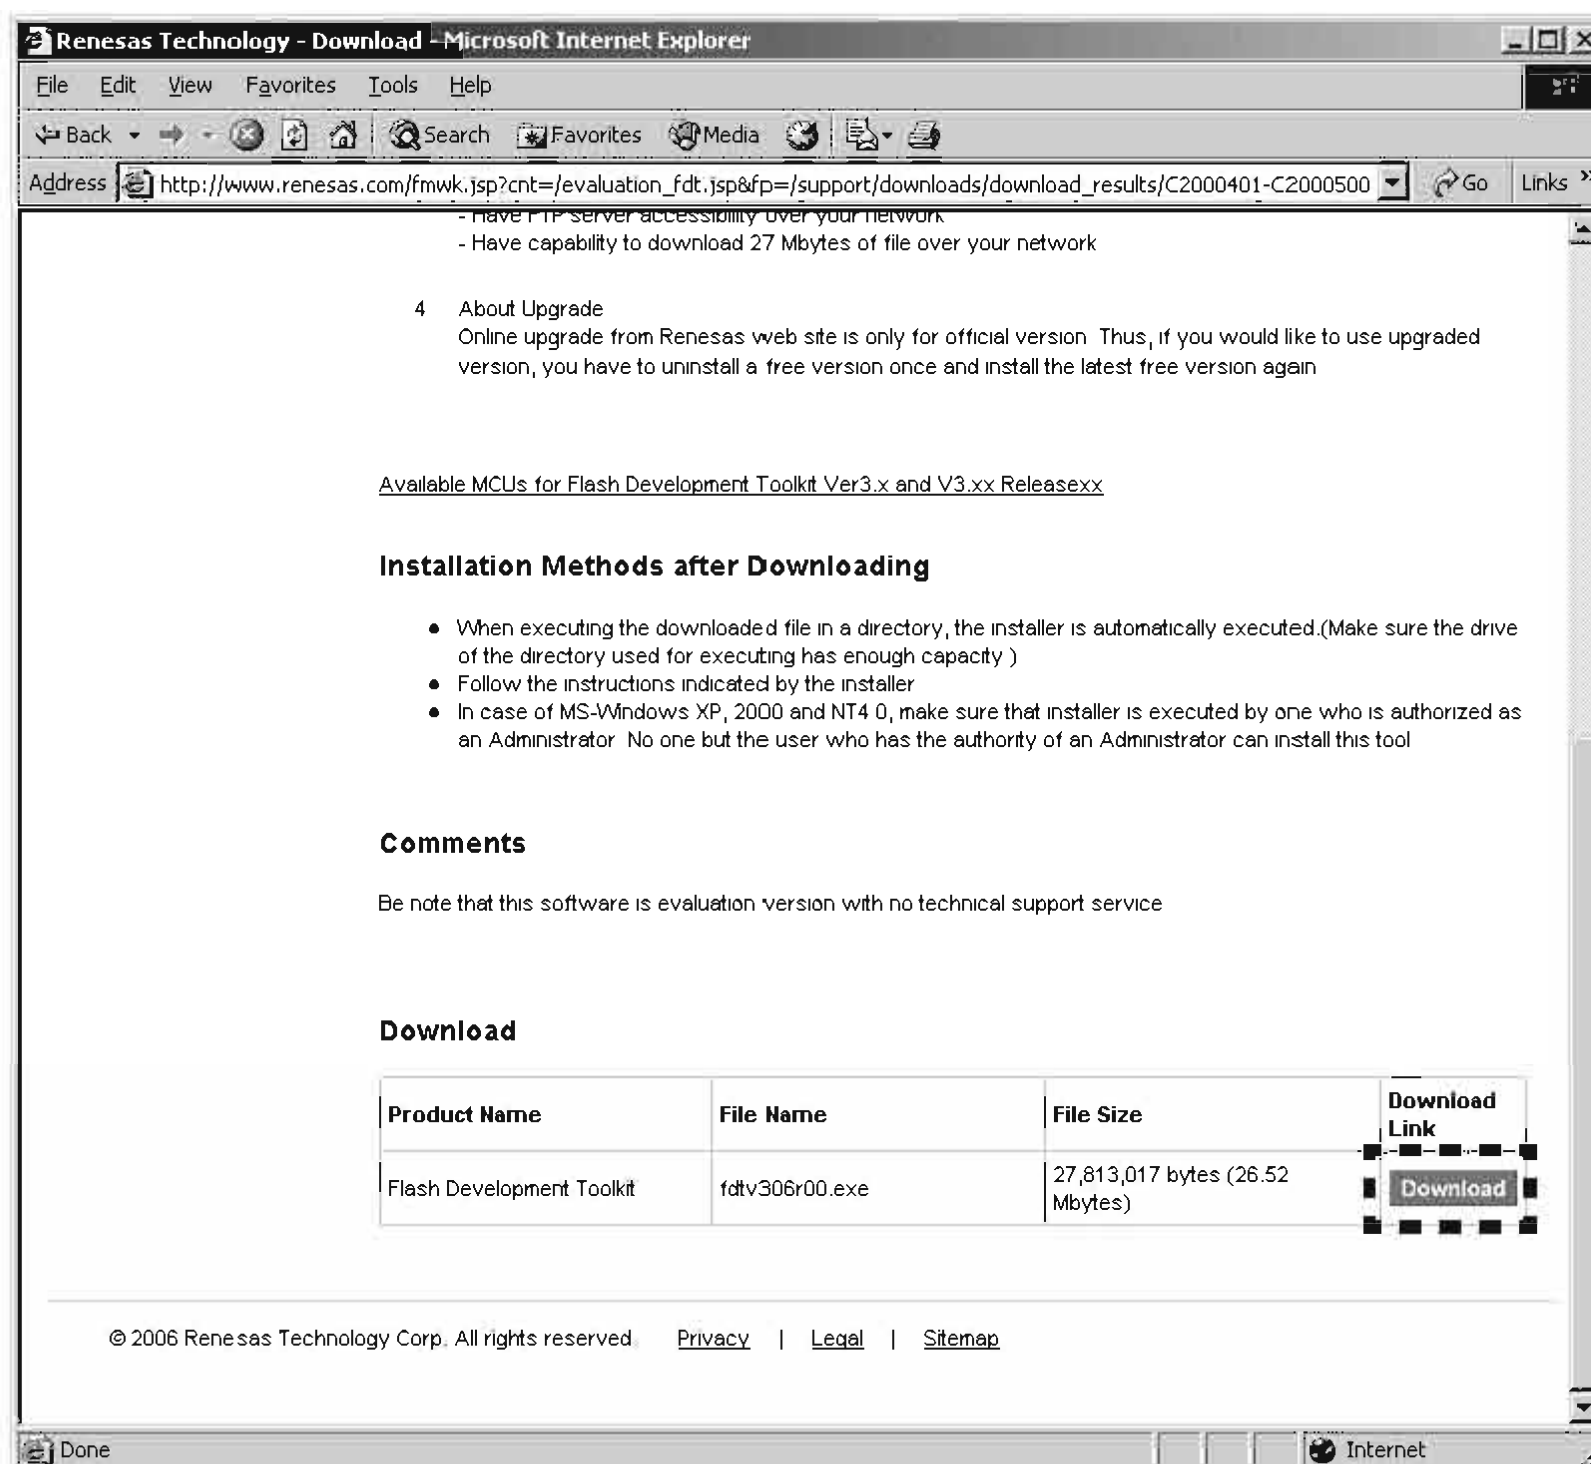 Renesas Technology - Download - Microsoft Internet Explorer
File Edit View Favorites Tools Help
Back Search Favorites Media
Address http://www.renesas.com/fmwk.jsp?cnt=/evaluation_fdt.jsp&fp=/support/downloads/download_results/C2000401-C2000500 Go Links »
- Have FTP server accessibility over your network
- Have capability to download 27 Mbytes of file over your network
4 About Upgrade
Online upgrade from Renesas web site is only for official version Thus, if you would like to use upgraded
version, you have to uninstall a free version once and install the latest free version again
Available MCUs for Flash Development Toolkit Ver3.x and V3.xx Releasexx
Installation Methods after Downloading
● When executing the downloaded file in a directory, the installer is automatically executed.(Make sure the drive
of the directory used for executing has enough capacity )
● Follow the instructions indicated by the installer
● In case of MS-Windows XP, 2000 and NT4 0, make sure that installer is executed by one who is authorized as
an Administrator No one but the user who has the authority of an Administrator can install this tool
Comments
Be note that this software is evaluation version with no technical support service
Download
Product Name File Name File Size Download
Link
Flash Development Toolkit fdtv306r00.exe 27,813,017 bytes (26.52
Mbytes) Download
© 2006 Renesas Technology Corp. All rights reserved. Privacy | Legal | Sitemap
Done Internet